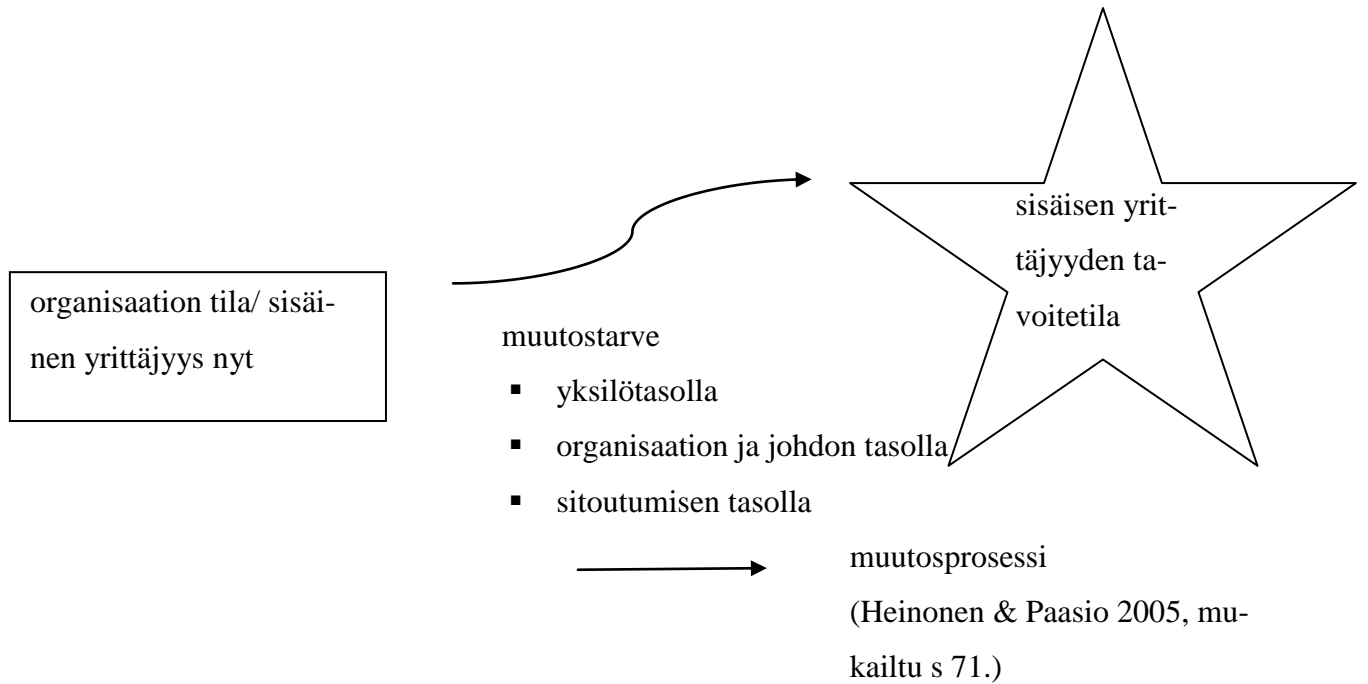 organisaation tila/ sisäi-
nen yrittäjyys nyt
muutostarve
▪ yksilötasolla
▪ organisaation ja johdon tasolla
▪ sitoutumisen tasolla
sisäisen yrit-
täjyyden ta-
voitetila
muutosprosessi
(Heinonen & Paasio 2005, mu-
kailtu s 71.)